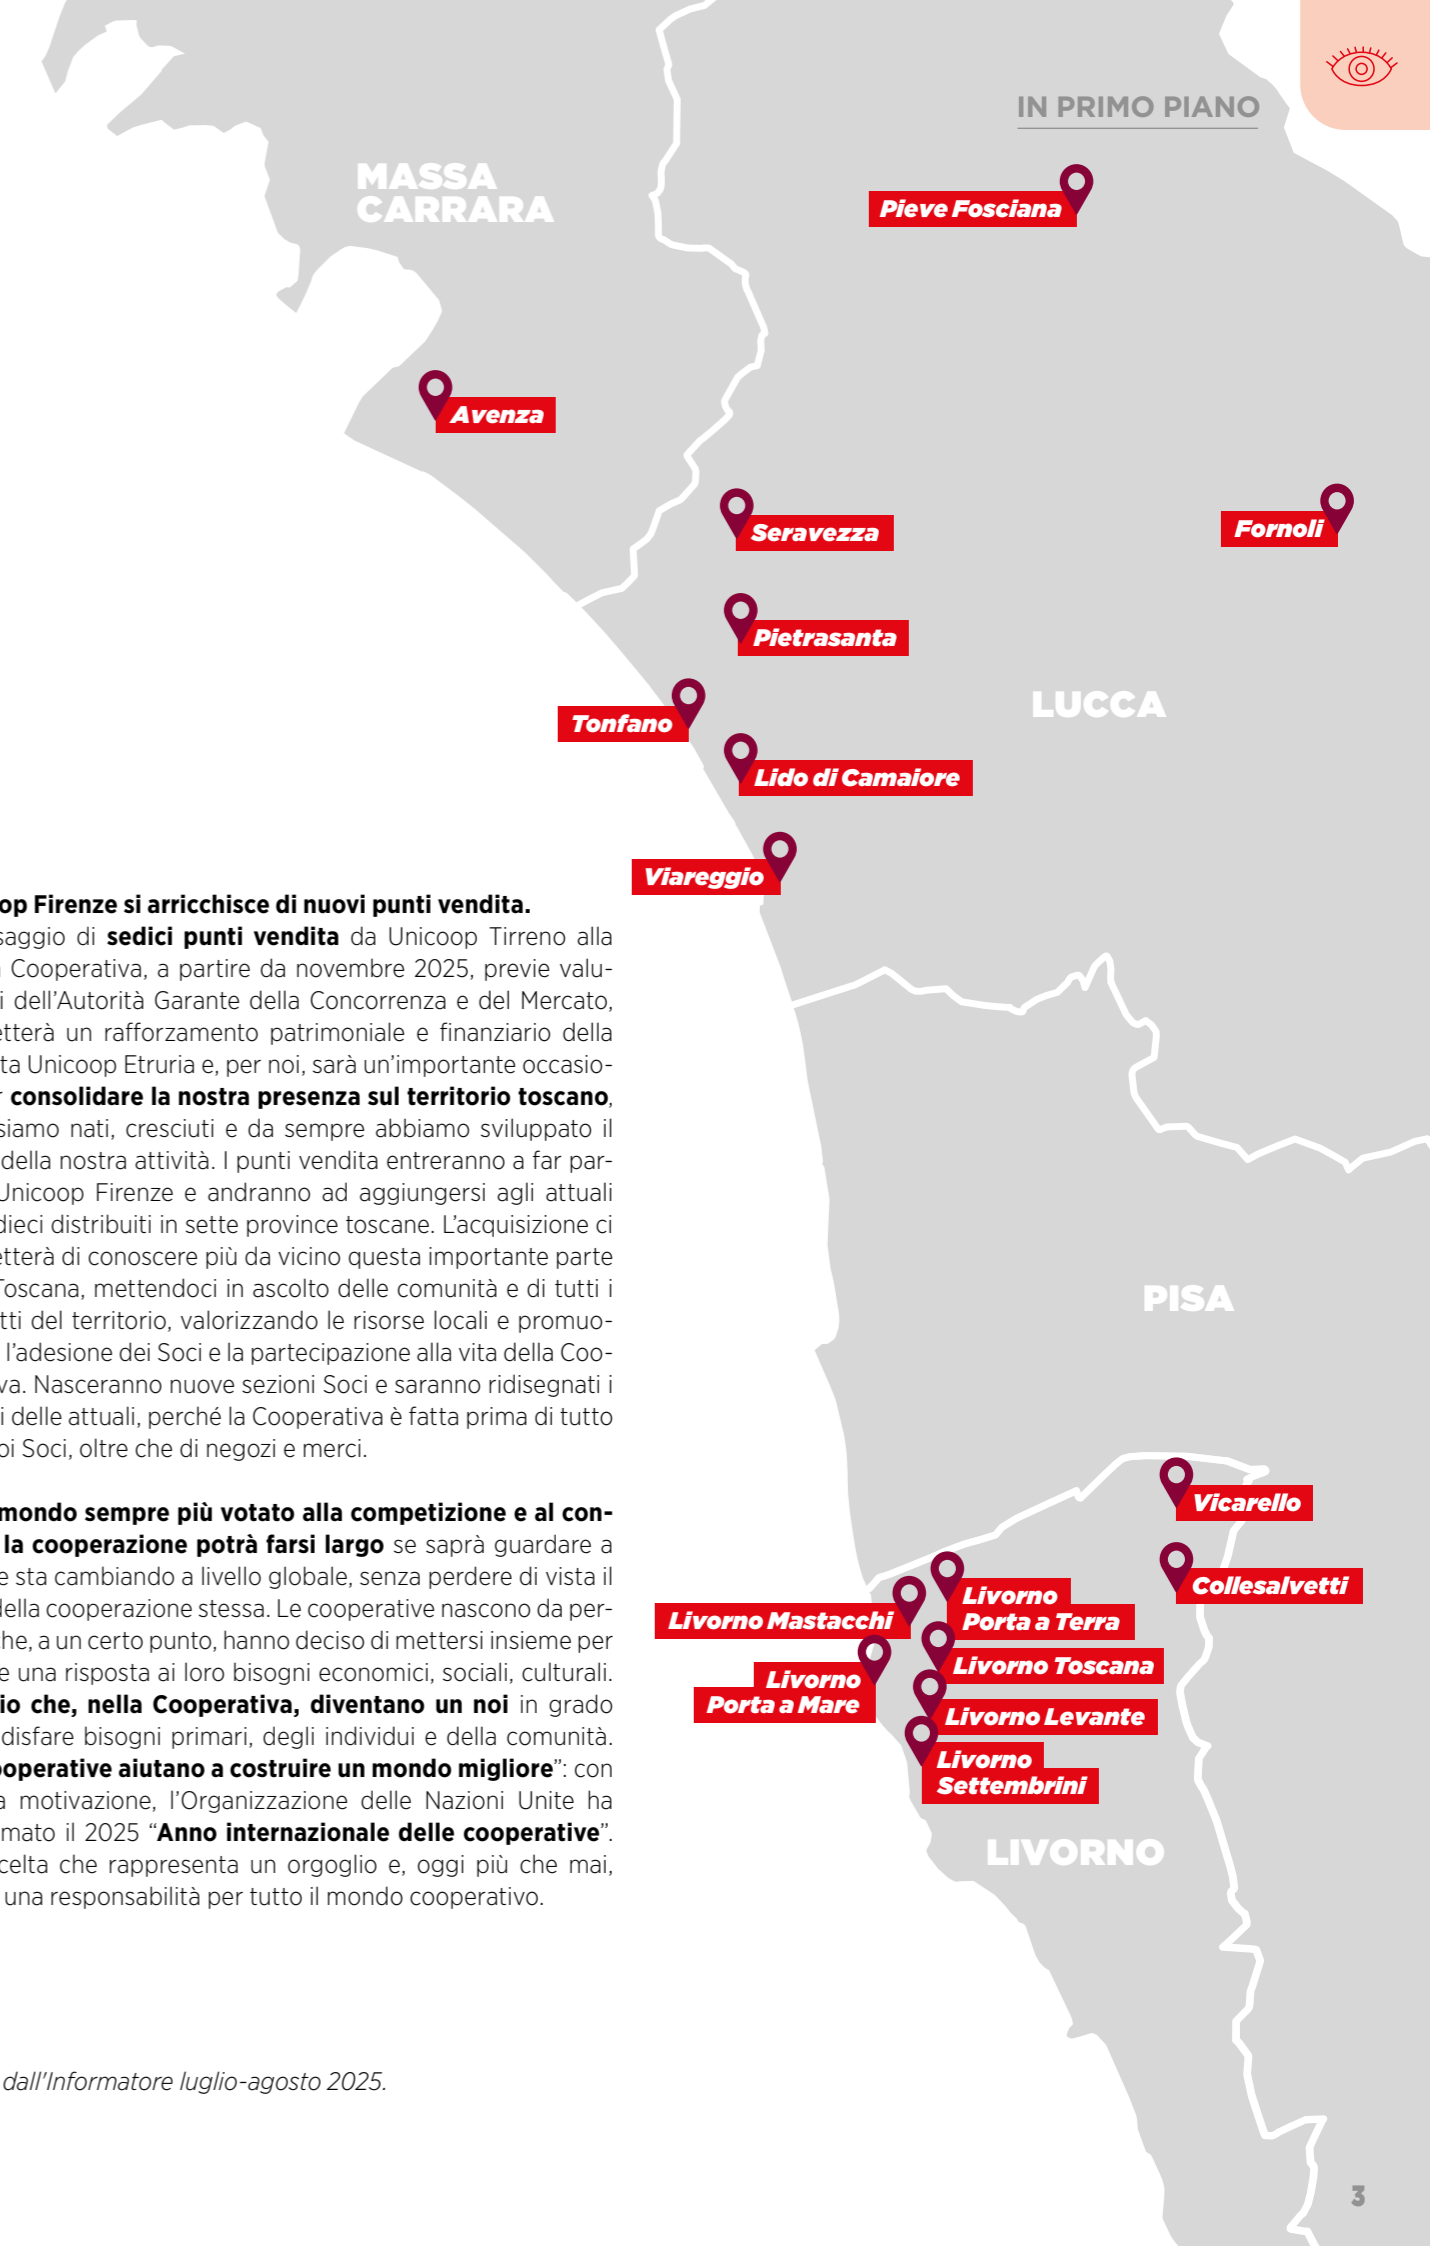 IN PRIMO PIANO
MASSA
CARRARA
Pieve Fosciana
Avenza
Seravezza
Fornoli
Pietrasanta
LUCCA
Tonfano
Lido di Camaiore
Viareggio
op Firenze si arricchisce di nuovi punti vendita.
saggio di sedici punti vendita da Unicoop Tirreno alla
Cooperativa, a partire da novembre 2025, previe valu-
i dell’Autorità Garante della Concorrenza e del Mercato,
etterà un rafforzamento patrimoniale e finanziario della
ta Unicoop Etruria e, per noi, sarà un’importante occasio-
consolidare la nostra presenza sul territorio toscano,
siamo nati, cresciuti e da sempre abbiamo sviluppato il
della nostra attività. I punti vendita entreranno a far par-
Unicoop Firenze e andranno ad aggiungersi agli attuali
dieci distribuiti in sette province toscane. L’acquisizione ci
etterà di conoscere più da vicino questa importante parte
Toscana, mettendoci in ascolto delle comunità e di tutti i
tti del territorio, valorizzando le risorse locali e promuo-
l’adesione dei Soci e la partecipazione alla vita della Coo-
va. Nasceranno nuove sezioni Soci e saranno ridisegnati i
i delle attuali, perché la Cooperativa è fatta prima di tutto
oi Soci, oltre che di negozi e merci.
mondo sempre più votato alla competizione e al con-
la cooperazione potrà farsi largo se saprà guardare a
e sta cambiando a livello globale, senza perdere di vista il
della cooperazione stessa. Le cooperative nascono da per-
che, a un certo punto, hanno deciso di mettersi insieme per
e una risposta ai loro bisogni economici, sociali, culturali.
io che, nella Cooperativa, diventano un noi in grado
disfare bisogni primari, degli individui e della comunità.
ooperative aiutano a costruire un mondo migliore”: con
a motivazione, l’Organizzazione delle Nazioni Unite ha
mato il 2025 “Anno internazionale delle cooperative”.
celta che rappresenta un orgoglio e, oggi più che mai,
una responsabilità per tutto il mondo cooperativo.
dall’Informatore luglio-agosto 2025.
PISA
Vicarello
Collesalvetti
Livorno
Porta a Terra
Livorno Mastacchi
Livorno Toscana
Livorno
Porta a Mare
Livorno Levante
Livorno
Settembrini
LIVORNO
3